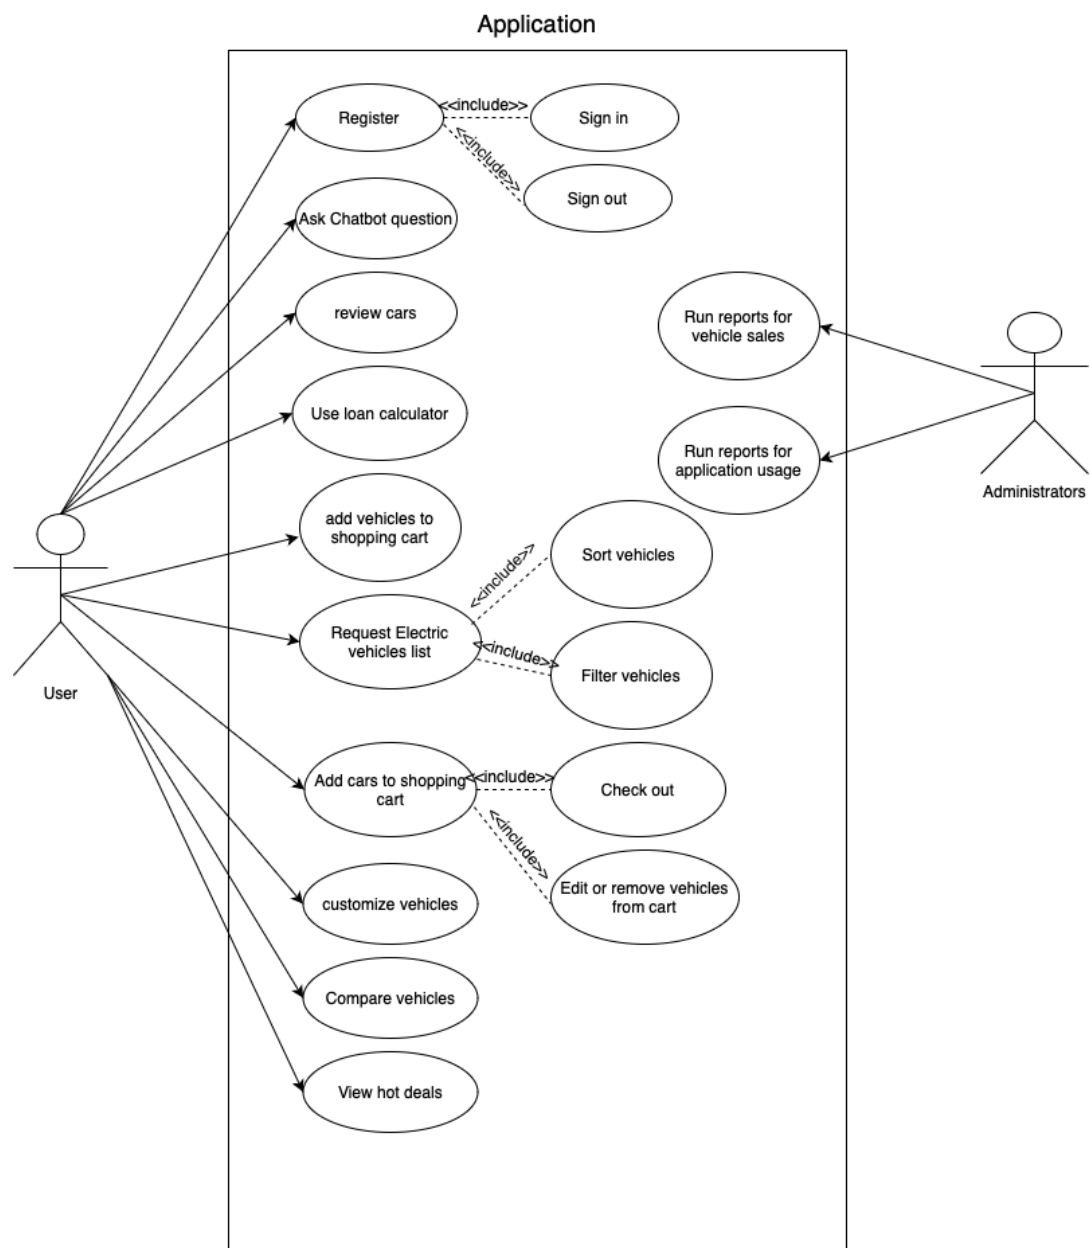 Application
Register
<<include>>
Sign in
<<include>>
Sign out
Ask Chatbot question
review cars
Run reports for
vehicle sales
Use loan calculator
Run reports for
application usage
Administrators
add vehicles to
shopping cart
<<include>>
Sort vehicles
Request Electric
vehicles list
<<include>>
Filter vehicles
User
Add cars to shopping
cart
<<include>>
Check out
<<include>>
Edit or remove vehicles
from cart
customize vehicles
Compare vehicles
View hot deals